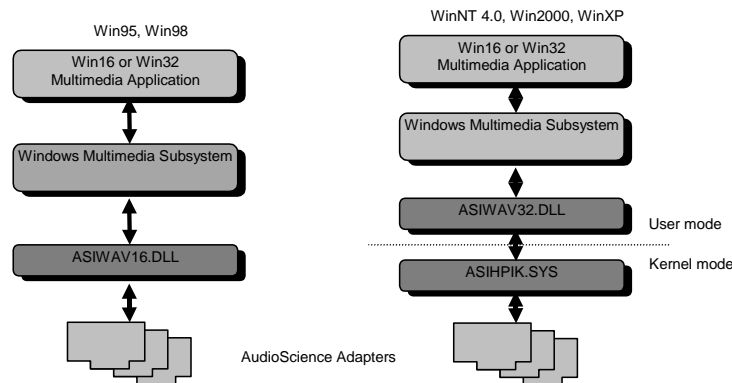 Win95, Win98
Win16 or Win32
Multimedia Application
Windows Multimedia Subsystem
ASIWAV16.DLL
WinNT 4.0, Win2000, WinXP
Win16 or Win32
Multimedia Application
Windows Multimedia Subsystem
ASIWAV32.DLL
User mode
Kernel mode
ASIHPIK.SYS
AudioScience Adapters